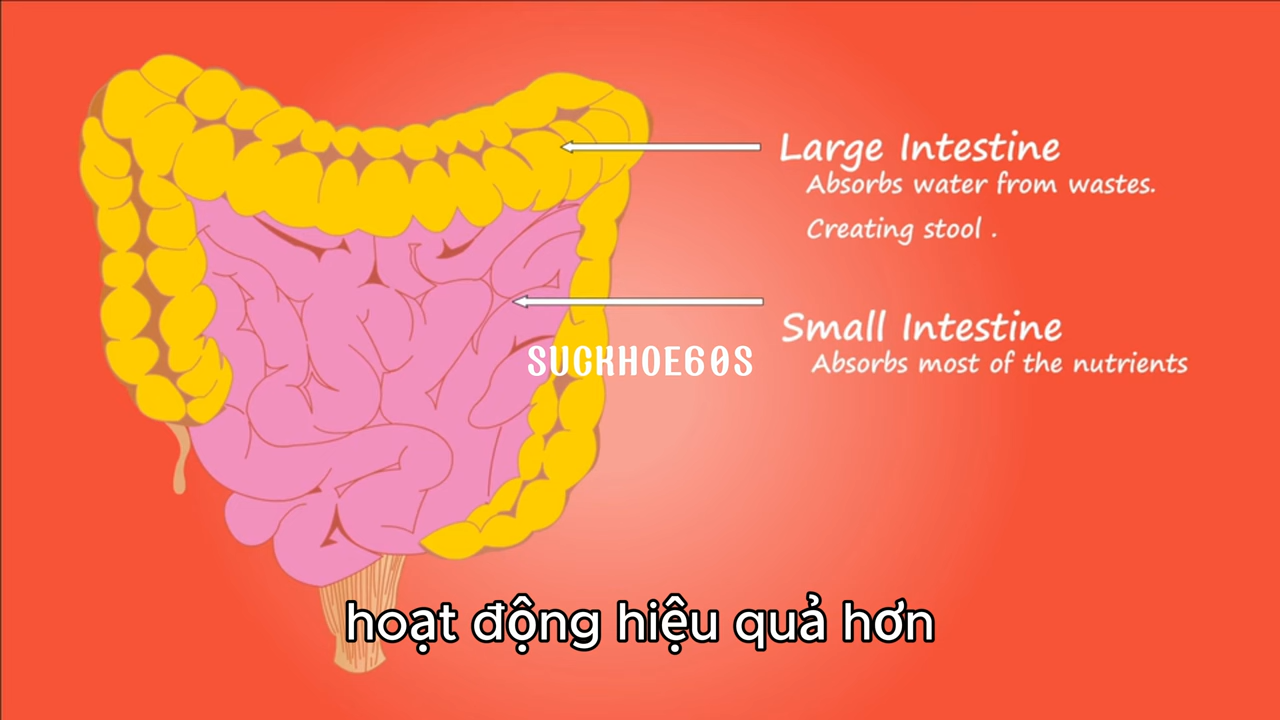 Large Intestine
Absorbs water from wastes.
Creating stool .
Small Intestine
Absorbs most of the nutrients
SUCKHOE60S
hoạt động hiệu quả hơn